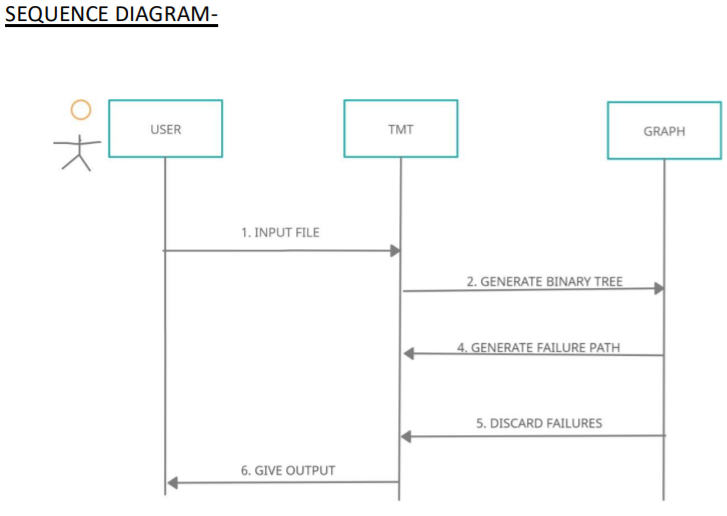 SEQUENCE DIAGRAM-
USER
TMT
GRAPH
1. INPUT FILE
2. GENERATE BINARY TREE
4. GENERATE FAILURE PATH
5. DISCARD FAILURES
6. GIVE OUTPUT